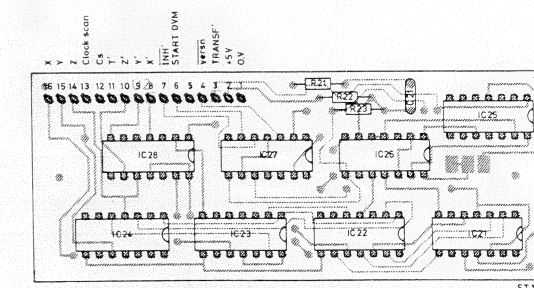 X
Y
Z
Clock scan
Cs
T'
Z'
Y'
X'
INH'
START DVM
versn
TRANSF'
+5V
0.V
16 15 14 13 12 11 10 9 8 7 6 5 4 3 2 1
R21
R22
R23
IC25
IC28
IC27
IC26
IC24
IC23
IC22
IC21